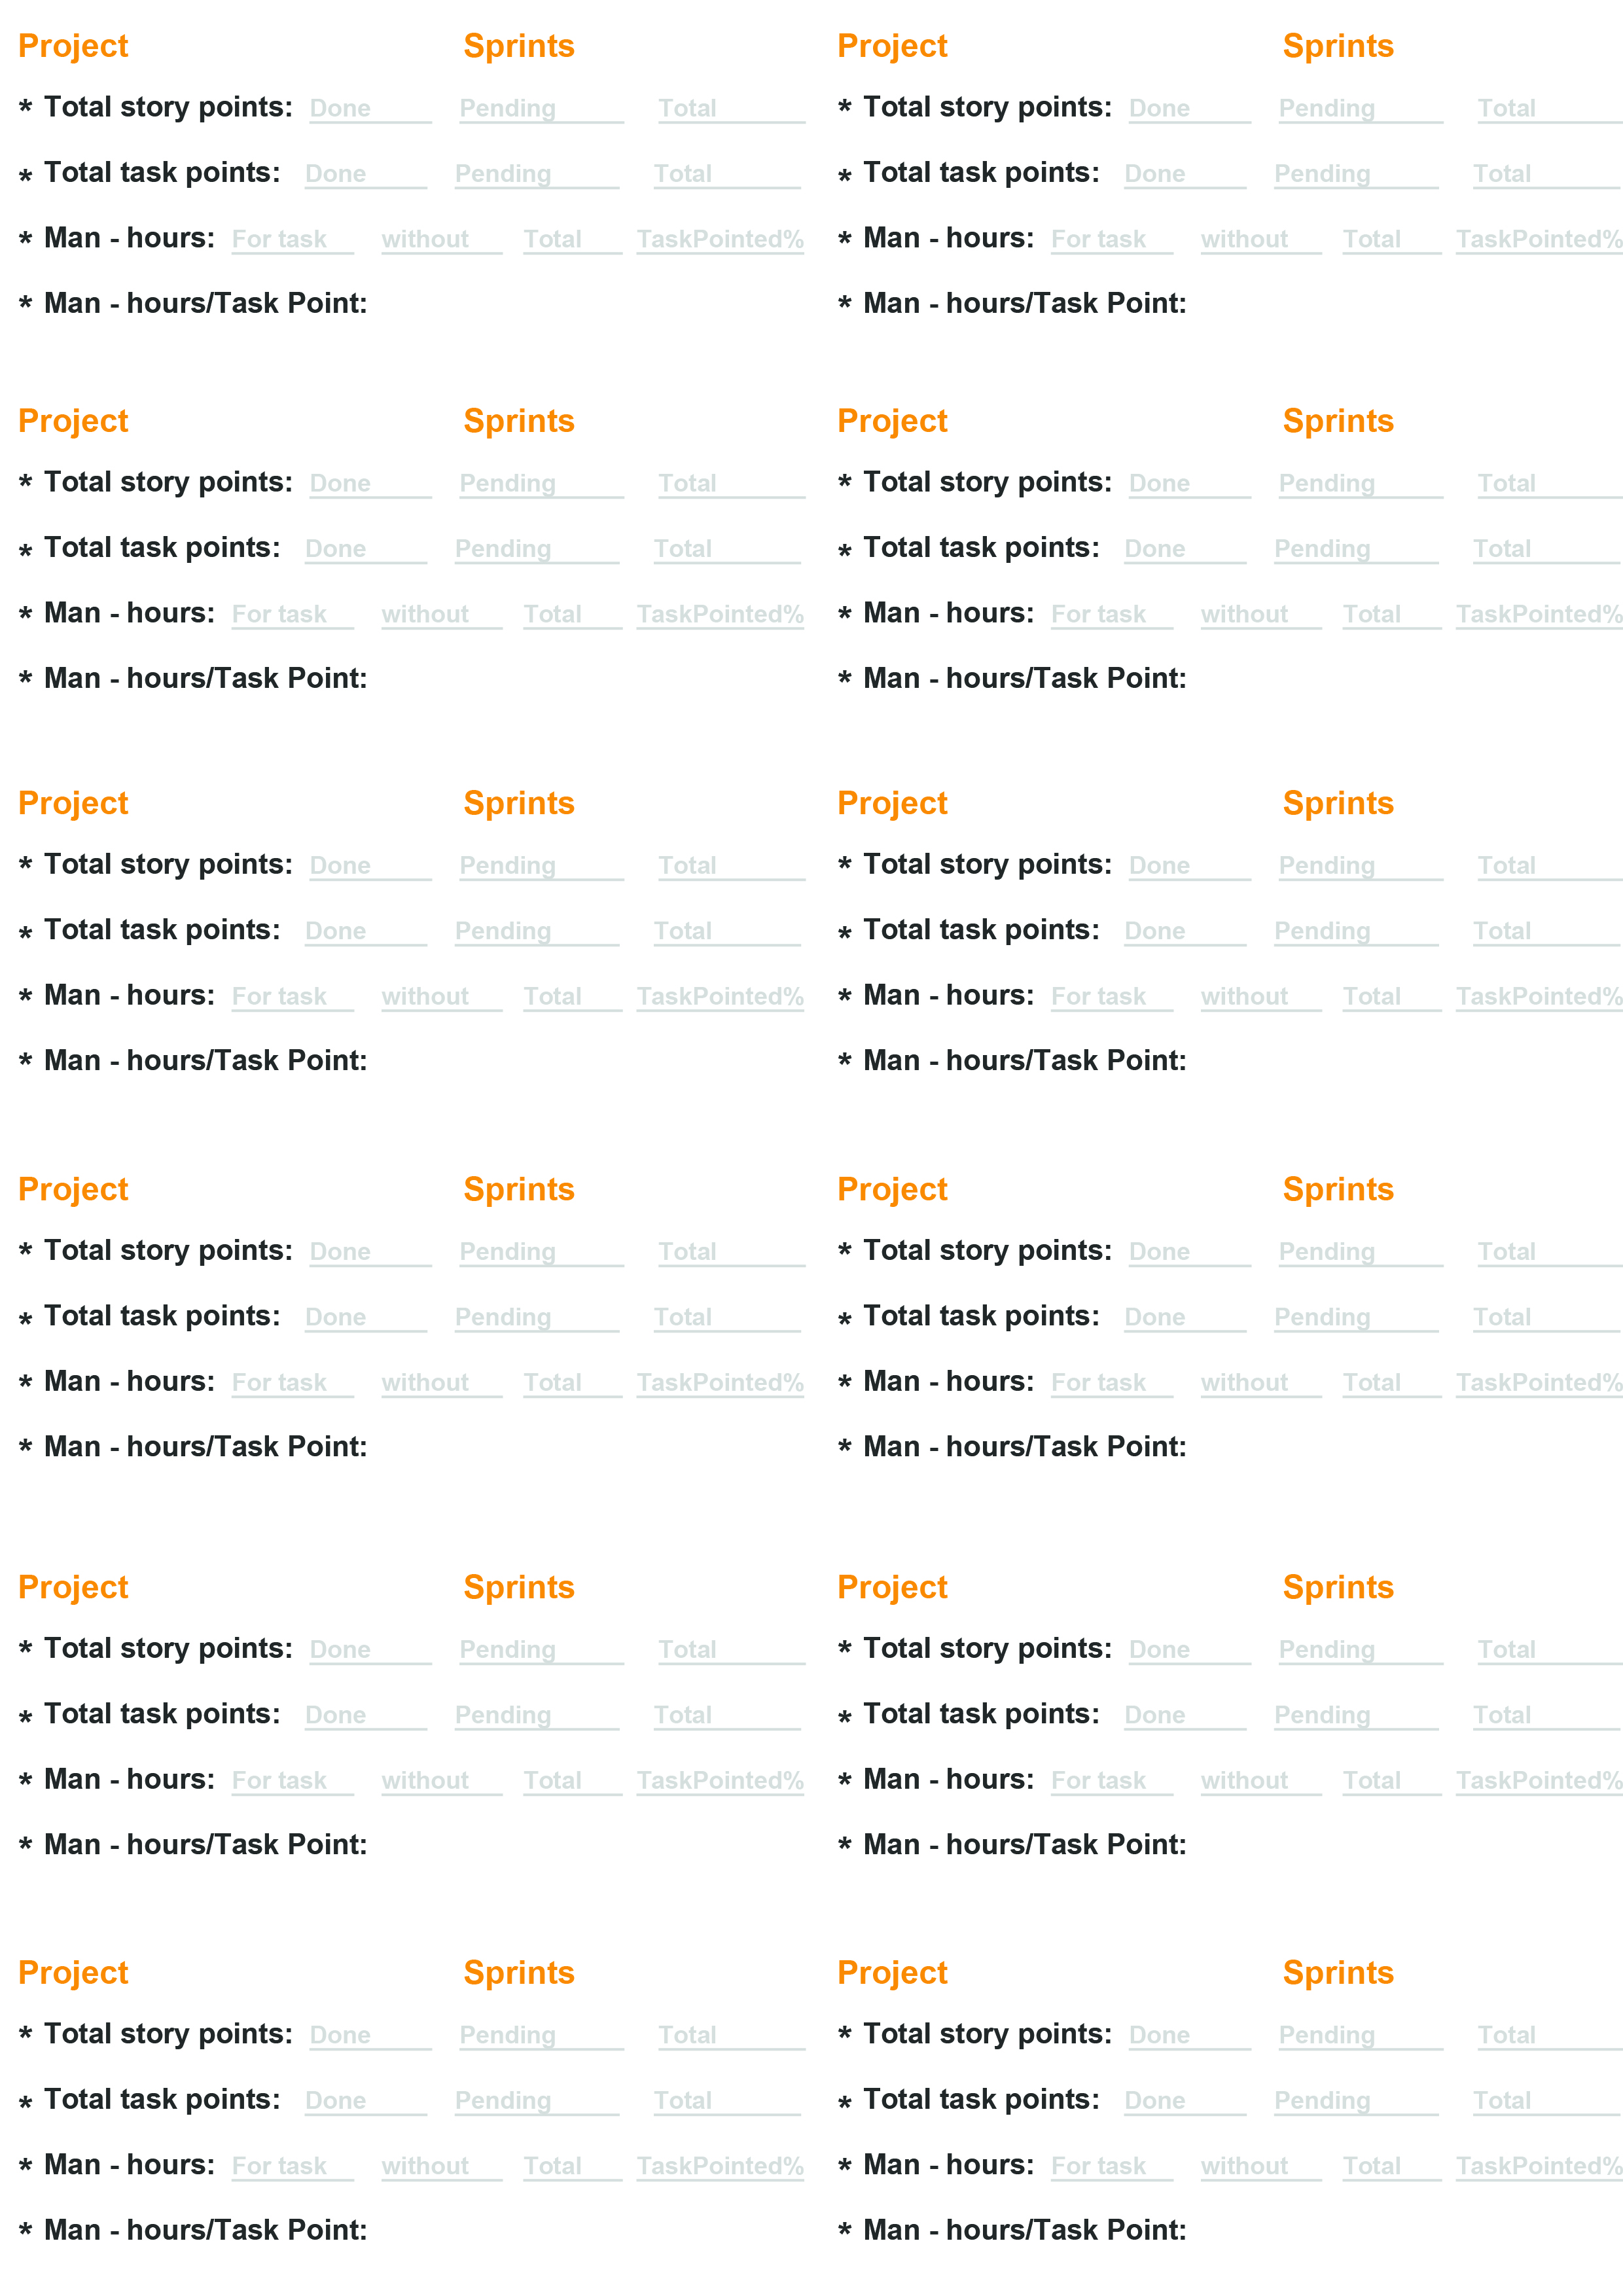 Project Sprints
* Total story points: Done Pending Total
* Total task points: Done Pending Total
* Man - hours: For task without Total TaskPointed%
* Man - hours/Task Point:
Project Sprints
* Total story points: Done Pending Total
* Total task points: Done Pending Total
* Man - hours: For task without Total TaskPointed%
* Man - hours/Task Point:
Project Sprints
* Total story points: Done Pending Total
* Total task points: Done Pending Total
* Man - hours: For task without Total TaskPointed%
* Man - hours/Task Point:
Project Sprints
* Total story points: Done Pending Total
* Total task points: Done Pending Total
* Man - hours: For task without Total TaskPointed%
* Man - hours/Task Point:
Project Sprints
* Total story points: Done Pending Total
* Total task points: Done Pending Total
* Man - hours: For task without Total TaskPointed%
* Man - hours/Task Point:
Project Sprints
* Total story points: Done Pending Total
* Total task points: Done Pending Total
* Man - hours: For task without Total TaskPointed%
* Man - hours/Task Point:
Project Sprints
* Total story points: Done Pending Total
* Total task points: Done Pending Total
* Man - hours: For task without Total TaskPointed%
* Man - hours/Task Point:
Project Sprints
* Total story points: Done Pending Total
* Total task points: Done Pending Total
* Man - hours: For task without Total TaskPointed%
* Man - hours/Task Point:
Project Sprints
* Total story points: Done Pending Total
* Total task points: Done Pending Total
* Man - hours: For task without Total TaskPointed%
* Man - hours/Task Point:
Project Sprints
* Total story points: Done Pending Total
* Total task points: Done Pending Total
* Man - hours: For task without Total TaskPointed%
* Man - hours/Task Point:
Project Sprints
* Total story points: Done Pending Total
* Total task points: Done Pending Total
* Man - hours: For task without Total TaskPointed%
* Man - hours/Task Point:
Project Sprints
* Total story points: Done Pending Total
* Total task points: Done Pending Total
* Man - hours: For task without Total TaskPointed%
* Man - hours/Task Point: